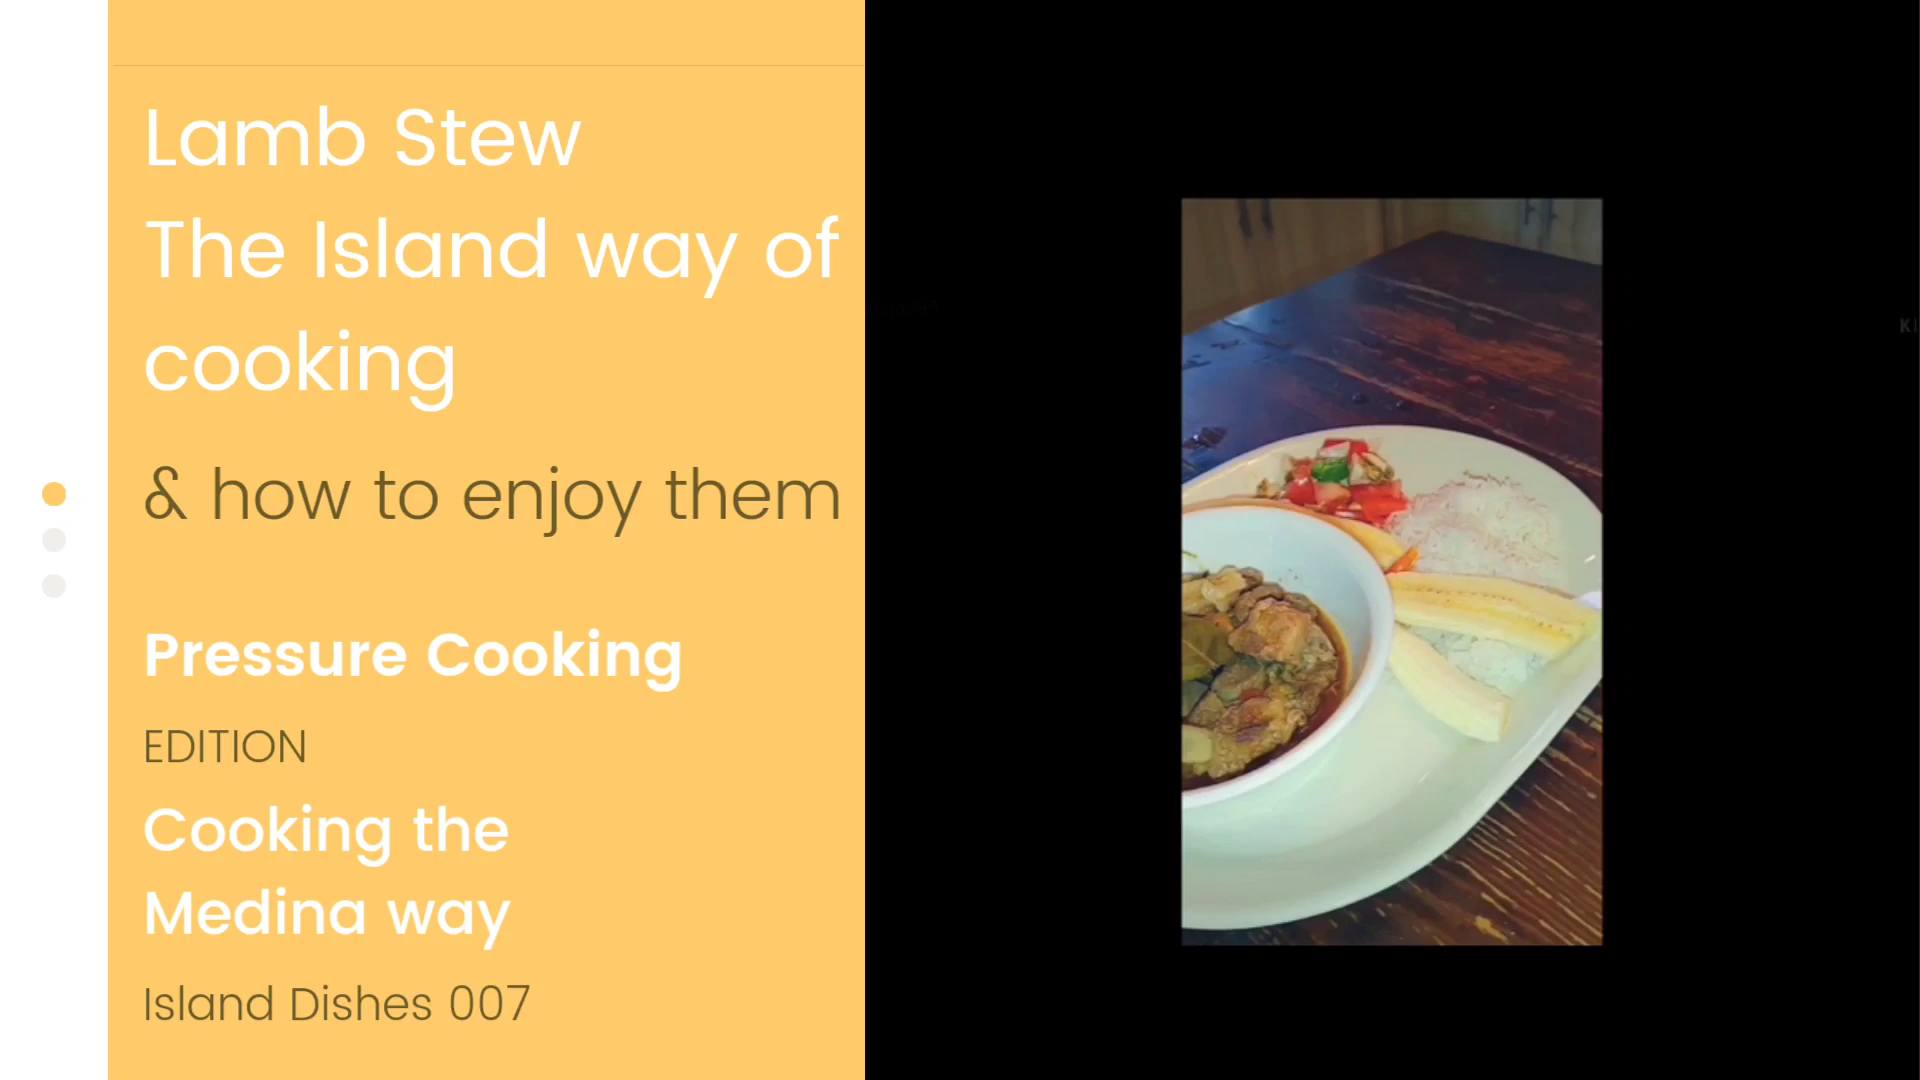 Lamb Stew
The Island way of
cooking
& how to enjoy them
Pressure Cooking
EDITION
Cooking the
Medina way
Island Dishes 007